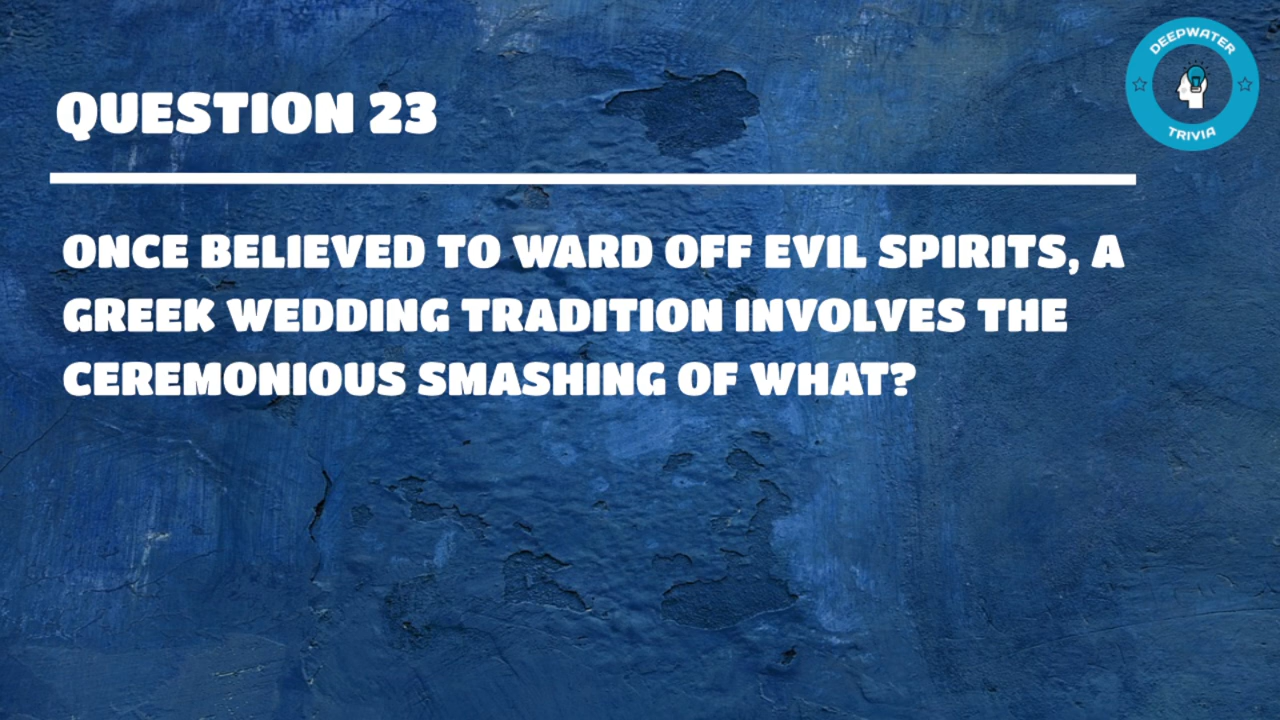 DEEPWATER
TRIVIA
QUESTION 23
ONCE BELIEVED TO WARD OFF EVIL SPIRITS, A
GREEK WEDDING TRADITION INVOLVES THE
CEREMONIOUS SMASHING OF WHAT?